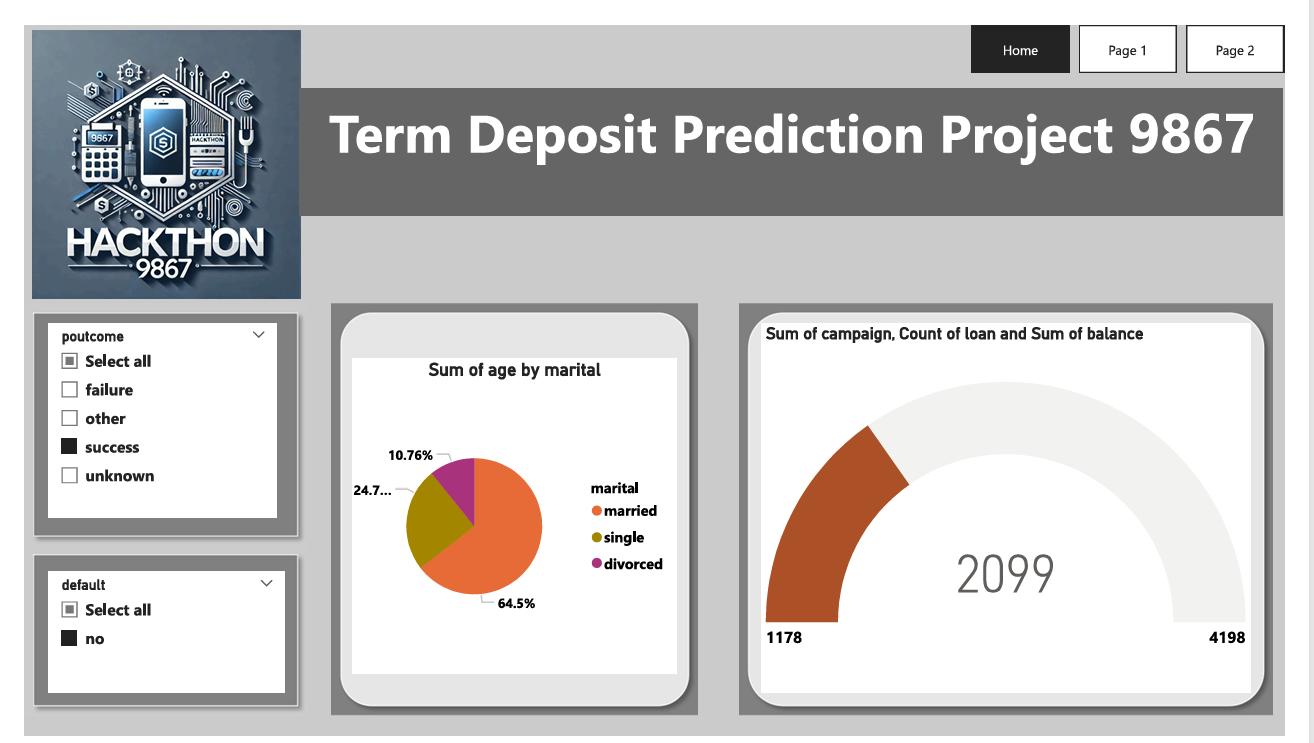 Home
Page 1
Page 2
Term Deposit Prediction Project 9867
9867
HACKTHON
HACKTHON
9867
poutcome
Select all
failure
other
success
unknown
default
Select all
no
Sum of age by marital
10.76%
24.7...
64.5%
marital
married
single
divorced
Sum of campaign, Count of loan and Sum of balance
2099
1178
4198